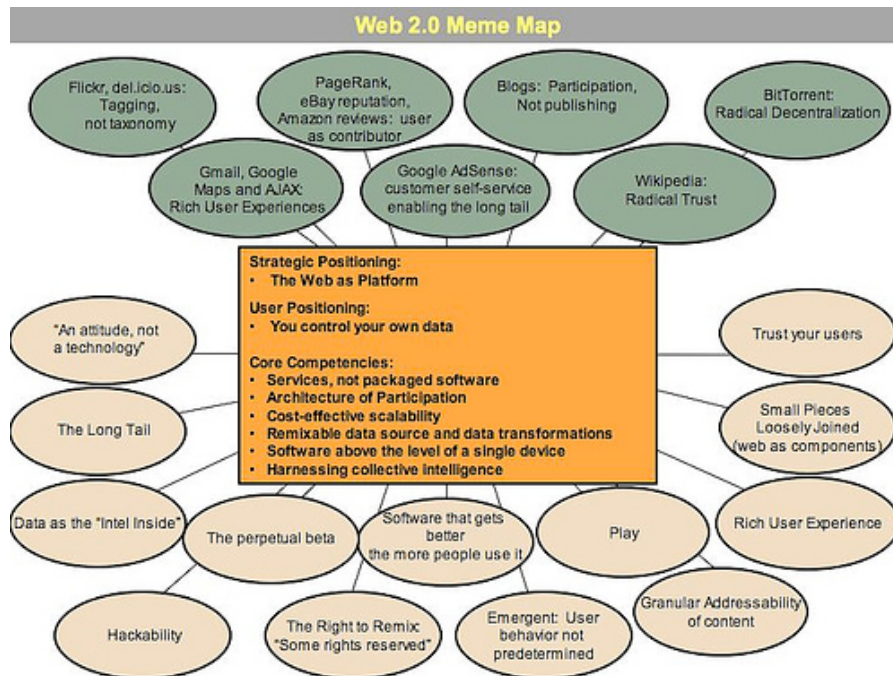 Web 2.0 Meme Map
Flickr, del.icio.us:
Tagging,
not taxonomy
PageRank,
eBay reputation,
Amazon reviews: user
as contributor
Blogs: Participation,
Not publishing
BitTorrent:
Radical Decentralization
Gmail, Google
Maps and AJAX:
Rich User Experiences
Google AdSense:
customer self-service
enabling the long tail
Wikipedia:
Radical Trust
Strategic Positioning:
• The Web as Platform
User Positioning:
• You control your own data
Core Competencies:
• Services, not packaged software
• Architecture of Participation
• Cost-effective scalability
• Remixable data source and data transformations
• Software above the level of a single device
• Harnessing collective intelligence
"An attitude, not
a technology"
Trust your users
The Long Tail
Small Pieces
Loosely Joined
(web as components)
Data as the "Intel Inside"
The perpetual beta
Software that gets
better
the more people use it
Play
Rich User Experience
Hackability
The Right to Remix:
"Some rights reserved"
Emergent: User
behavior not
predetermined
Granular Addressability
of content